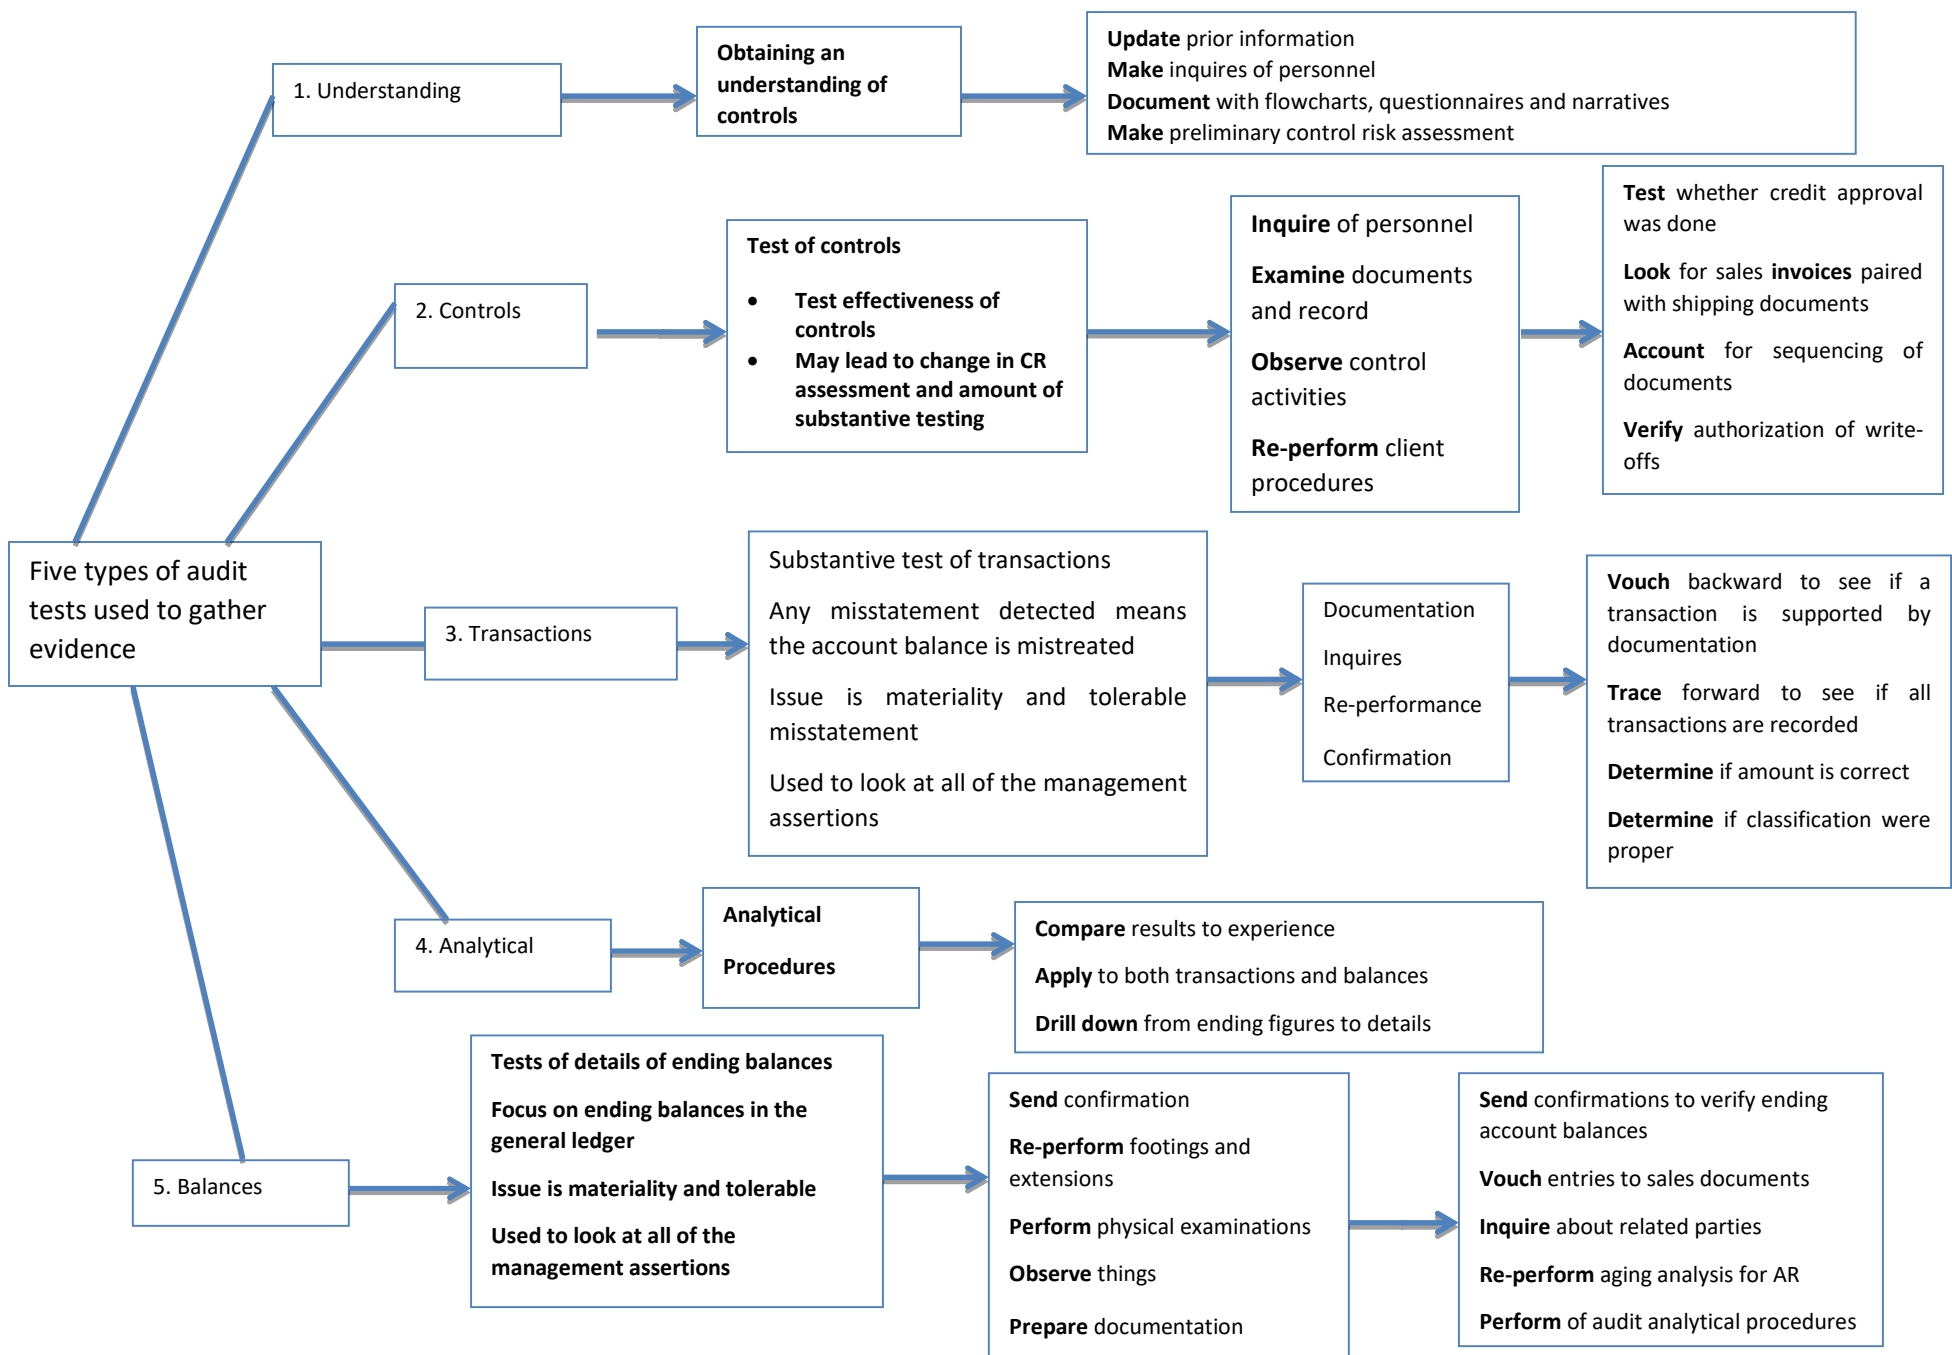 Five types of audit
tests used to gather
evidence
1. Understanding
Obtaining an
understanding of
controls
Update prior information
Make inquires of personnel
Document with flowcharts, questionnaires and narratives
Make preliminary control risk assessment
2. Controls
Test of controls
• Test effectiveness of
controls
• May lead to change in CR
assessment and amount of
substantive testing
Inquire of personnel
Examine documents
and record
Observe control
activities
Re-perform client
procedures
Test whether credit approval
was done
Look for sales invoices paired
with shipping documents
Account for sequencing of
documents
Verify authorization of write-
offs
3. Transactions
Substantive test of transactions
Any misstatement detected means
the account balance is mistreated
Issue is materiality and tolerable
misstatement
Used to look at all of the management
assertions
Documentation
Inquires
Re-performance
Confirmation
Vouch backward to see if a
transaction is supported by
documentation
Trace forward to see if all
transactions are recorded
Determine if amount is correct
Determine if classification were
proper
4. Analytical
Analytical
Procedures
Compare results to experience
Apply to both transactions and balances
Drill down from ending figures to details
5. Balances
Tests of details of ending balances
Focus on ending balances in the
general ledger
Issue is materiality and tolerable
Used to look at all of the
management assertions
Send confirmation
Re-perform footings and
extensions
Perform physical examinations
Observe things
Prepare documentation
Send confirmations to verify ending
account balances
Vouch entries to sales documents
Inquire about related parties
Re-perform aging analysis for AR
Perform of audit analytical procedures